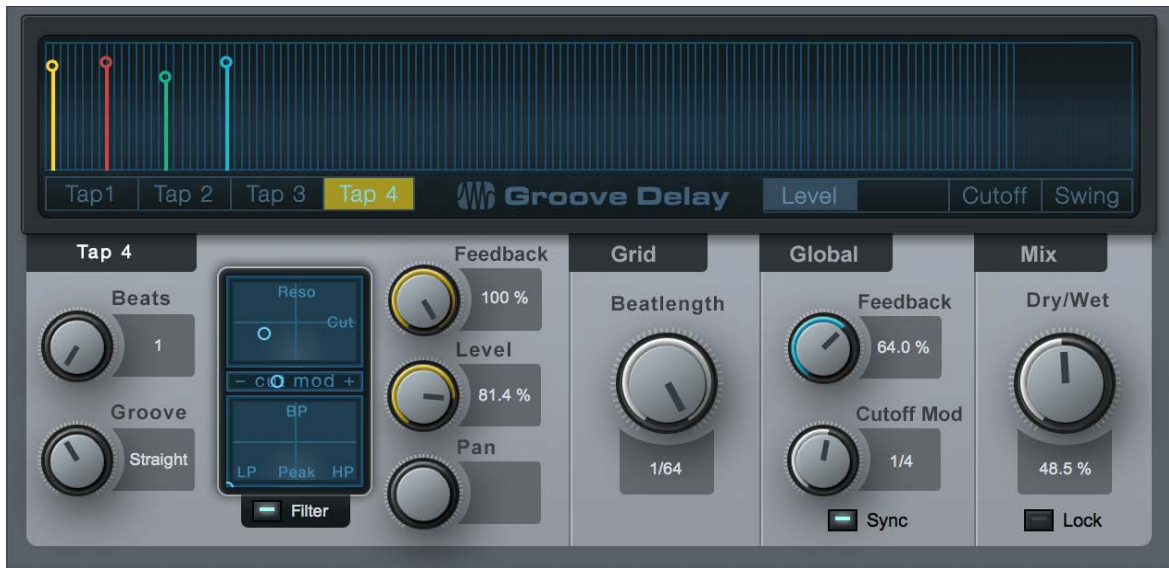 Tap1 Tap 2 Tap 3 Tap 4 Groove Delay Level Cutoff Swing
Tap 4
Beats
1
Groove
Straight
Reso
Cut
- cut mod +
BP
LP Peak HP
Filter
Feedback
100 %
Level
81.4 %
Pan
Grid
Beatlength
1/64
Global
Feedback
64.0 %
Cutoff Mod
1/4
Sync
Mix
Dry/Wet
48.5 %
Lock